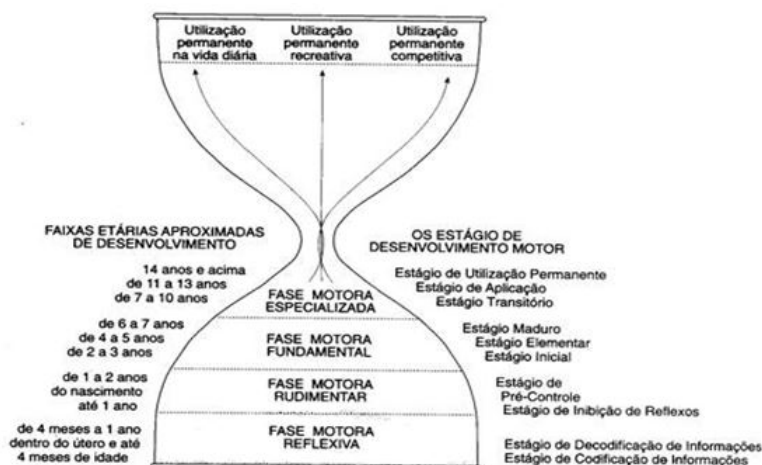 Utilização permanente na vida diária
Utilização permanente recreativa
Utilização permanente competitiva
FAIXAS ETÁRIAS APROXIMADAS
DE DESENVOLVIMENTO
OS ESTÁGIO DE
DESENVOLVIMENTO MOTOR
14 anos e acima
de 11 a 13 anos
de 7 a 10 anos
FASE MOTORA
ESPECIALIZADA
Estágio de Utilização Permanente
Estágio de Aplicação
Estágio Transitório
de 6 a 7 anos
de 4 a 5 anos
de 2 a 3 anos
FASE MOTORA
FUNDAMENTAL
Estágio Maduro
Estágio Elementar
Estágio Inicial
de 1 a 2 anos
do nascimento
até 1 ano
FASE MOTORA
RUDIMENTAR
Estágio de
Pré-Controle
Estágio de Inibição de Reflexos
de 4 meses a 1 ano
dentro do útero e até
4 meses de idade
FASE MOTORA
REFLEXIVA
Estágio de Decodificação de Informações
Estágio de Codificação de Informações